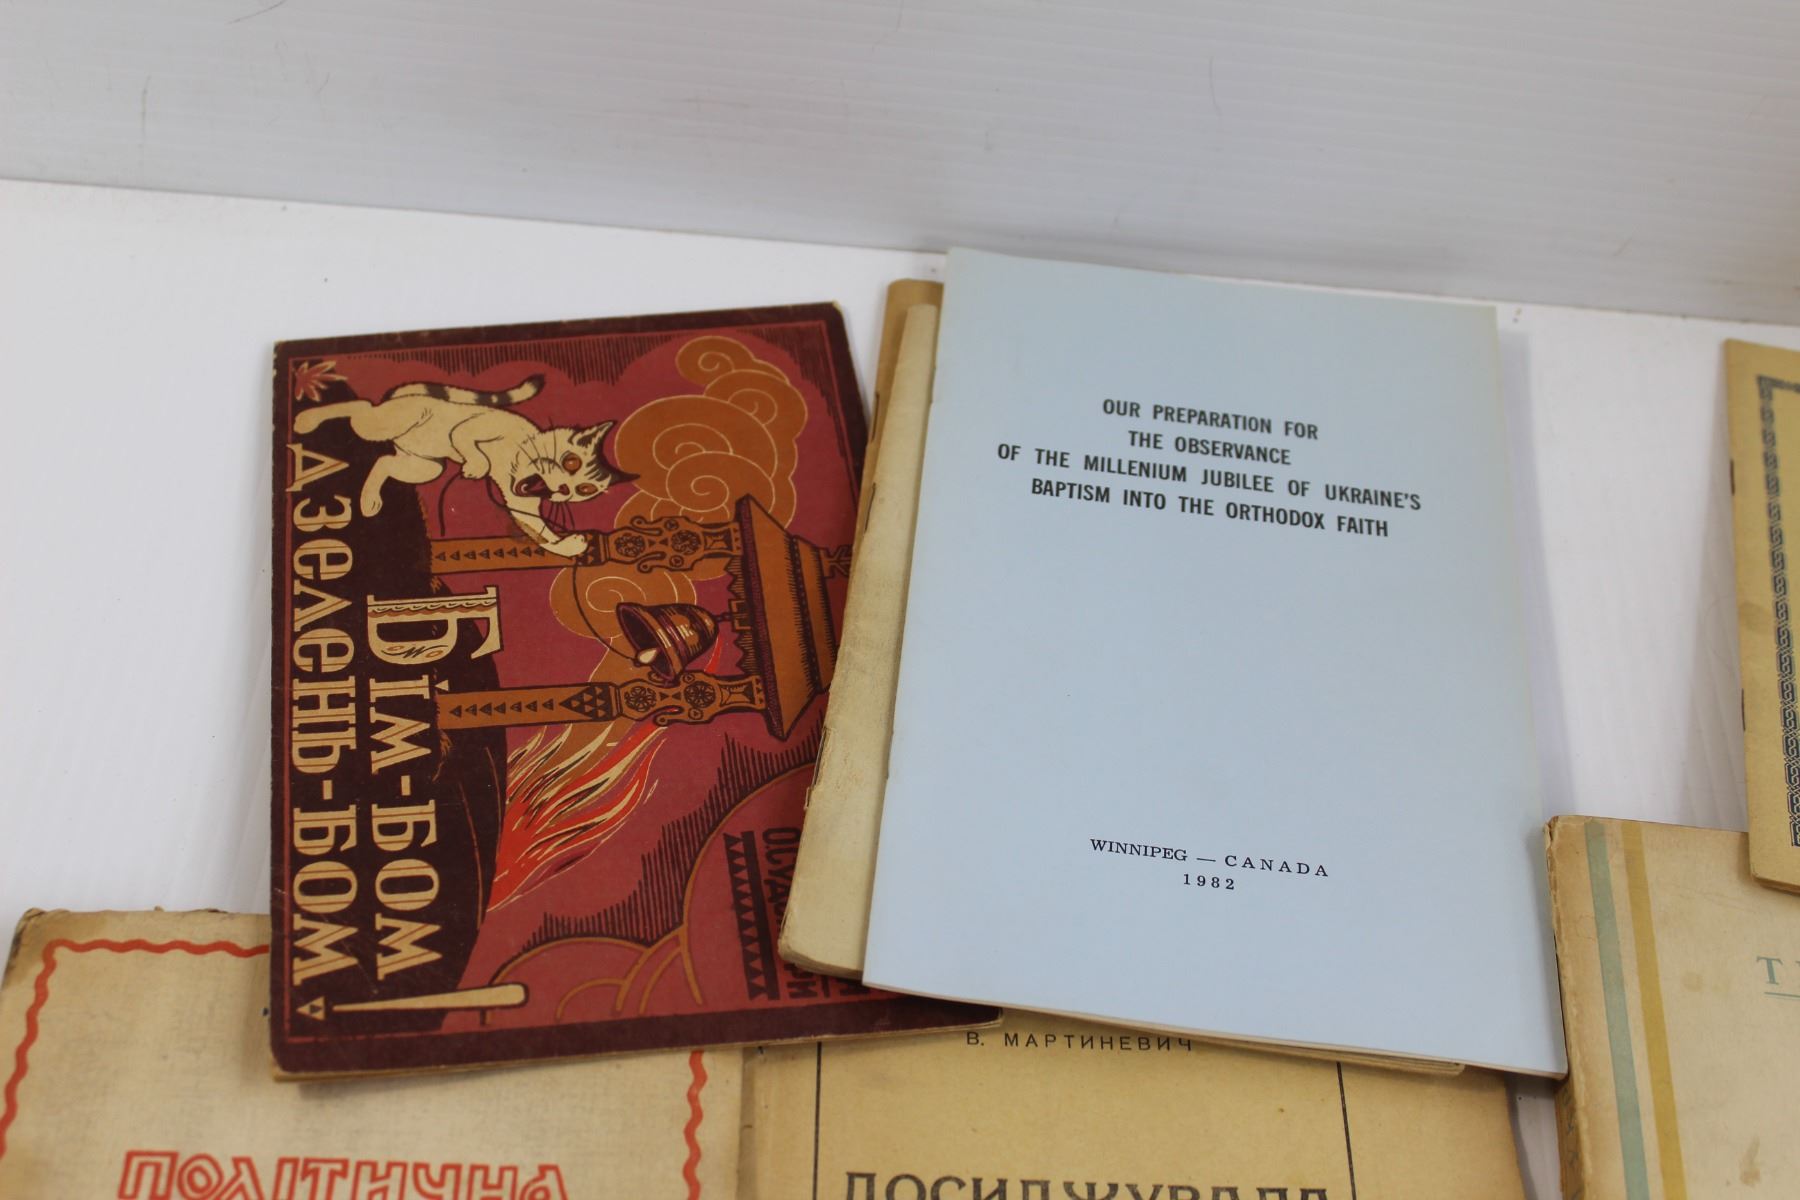 Бім-бом
дзелень-бом!
OUR PREPARATION FOR
THE OBSERVANCE
OF THE MILLENIUM JUBILEE OF UKRAINE'S
BAPTISM INTO THE ORTHODOX FAITH
WINNIPEG — CANADA
1982
В. МАРТИНЕВИЧ
ПОЛІТИЧНА